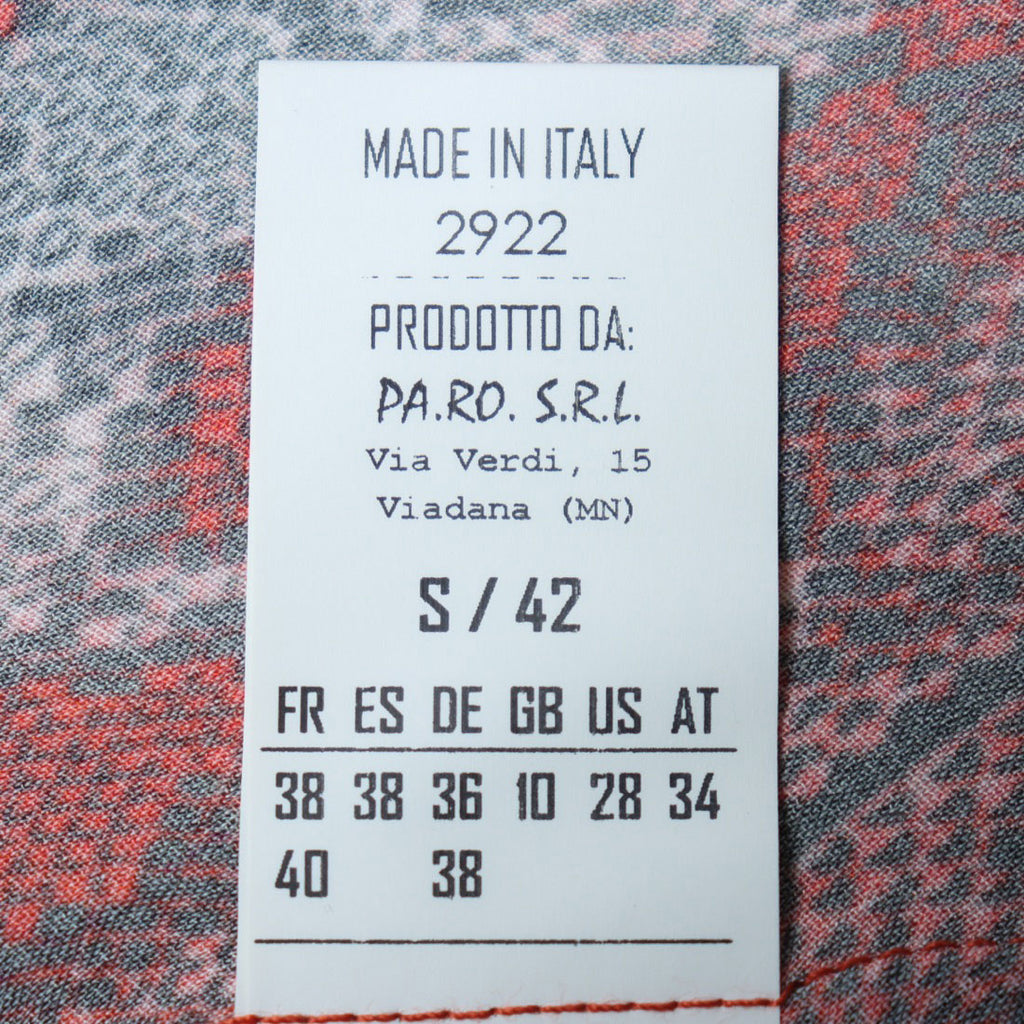 MADE IN ITALY
2922
PRODOTTO DA:
PA.RO. S.R.L.
Via Verdi, 15
Viadana (MN)
S / 42
FR ES DE GB US AT
38 38 36 10 28 34
40 38